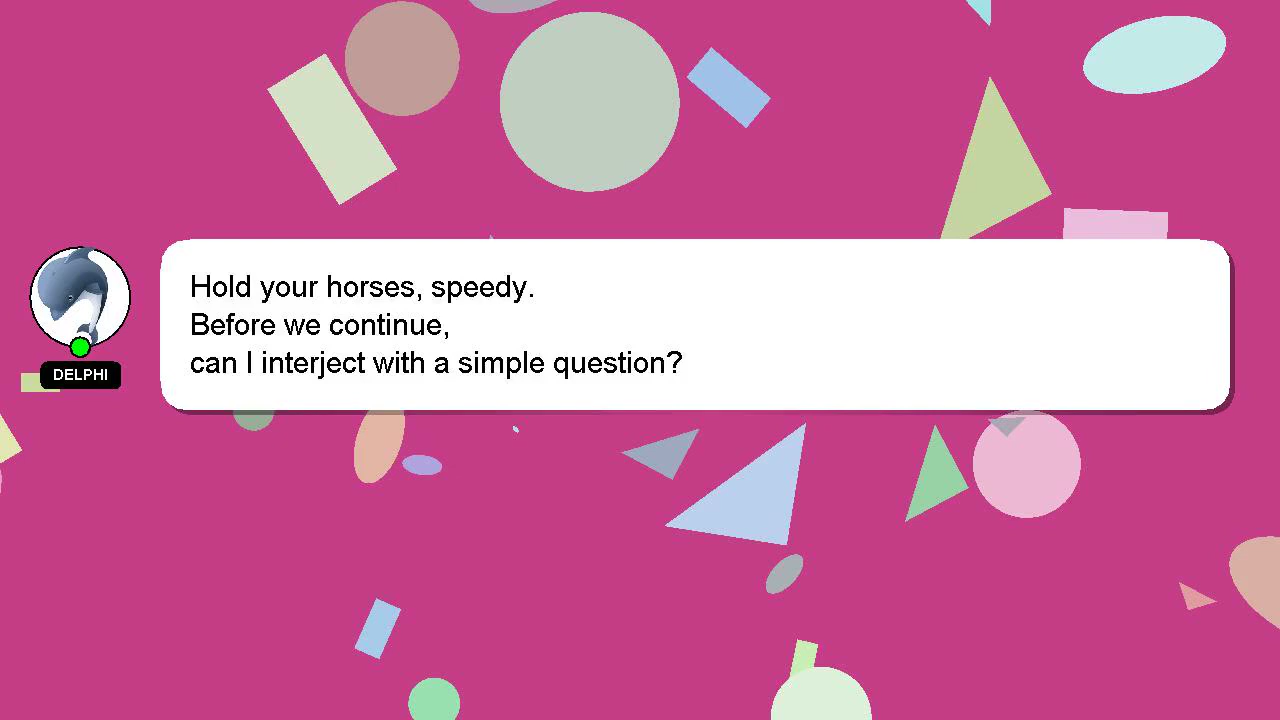 Hold your horses, speedy.
Before we continue,
can I interject with a simple question?
DELPHI